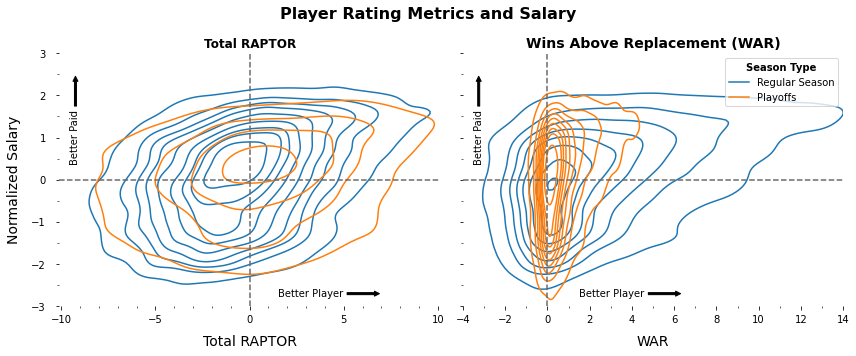 Player Rating Metrics and Salary
Total RAPTOR
Wins Above Replacement (WAR)
Season Type
Regular Season
Playoffs
Normalized Salary
3
2
1
0
−1
−2
−3
Better Paid
Better Player
−10
−5
0
5
10
Total RAPTOR
Better Paid
Better Player
−4
−2
0
2
4
6
8
10
12
14
WAR